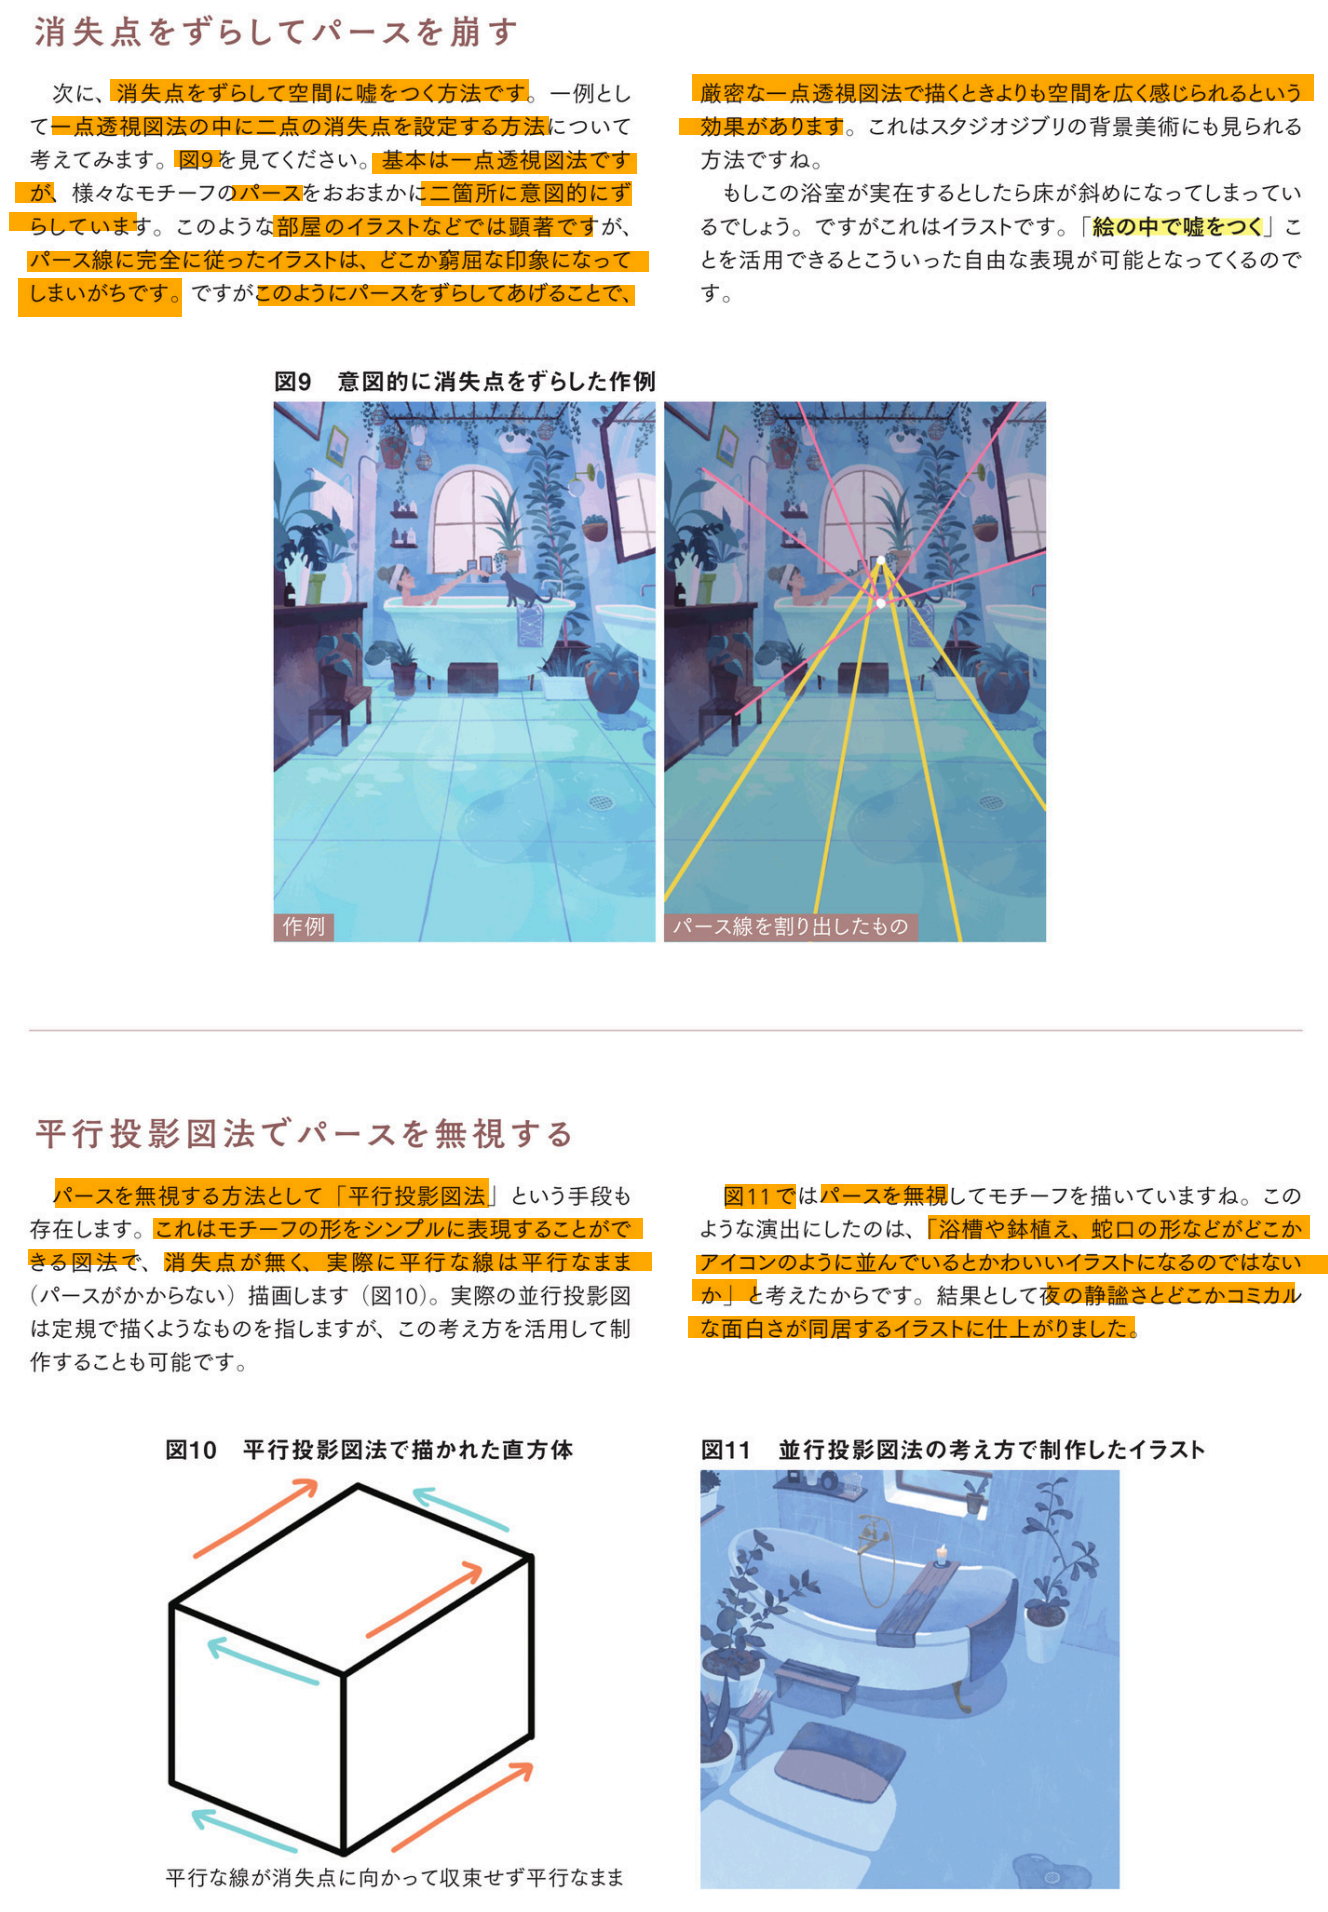 消失点をずらしてパースを崩す
次に、消失点をずらして空間に嘘をつく方法です。一例とし
て一点透視図法の中に二点の消失点を設定する方法について
考えてみます。図9を見てください。基本は一点透視図法です
が、様々なモチーフのパースをおおまかに二箇所に意図的にず
らしています。このような部屋のイラストなどでは顕著ですが、
パース線に完全に従ったイラストは、どこか窮屈な印象になって
しまいがちです。ですがこのようにパースをずらしてあげることで、
厳密な一点透視図法で描くときよりも空間を広く感じられるという
効果があります。これはスタジオジブリの背景美術にも見られる
方法ですね。
もしこの浴室が実在するとしたら床が斜めになってしまってい
るでしょう。ですがこれはイラストです。「絵の中で嘘をつく」こ
とを活用できるとこういった自由な表現が可能となってくるので
す。
図9　意図的に消失点をずらした作例
作例
パース線を割り出したもの
平行投影図法でパースを無視する
パースを無視する方法として「平行投影図法」という手段も
存在します。これはモチーフの形をシンプルに表現することがで
きる図法で、消失点が無く、実際に平行な線は平行なまま
（パースがかからない）描画します（図10）。実際の並行投影図
は定規で描くようなものを指しますが、この考え方を活用して制
作することも可能です。
図11ではパースを無視してモチーフを描いていますね。この
ような演出にしたのは、「浴槽や鉢植え、蛇口の形などがどこか
アイコンのように並んでいるとかわいいイラストになるのではない
か」と考えたからです。結果として夜の静謐さとどこかコミカル
な面白さが同居するイラストに仕上がりました。
図10　平行投影図法で描かれた直方体
平行な線が消失点に向かって収束せず平行なまま
図11　並行投影図法の考え方で制作したイラスト